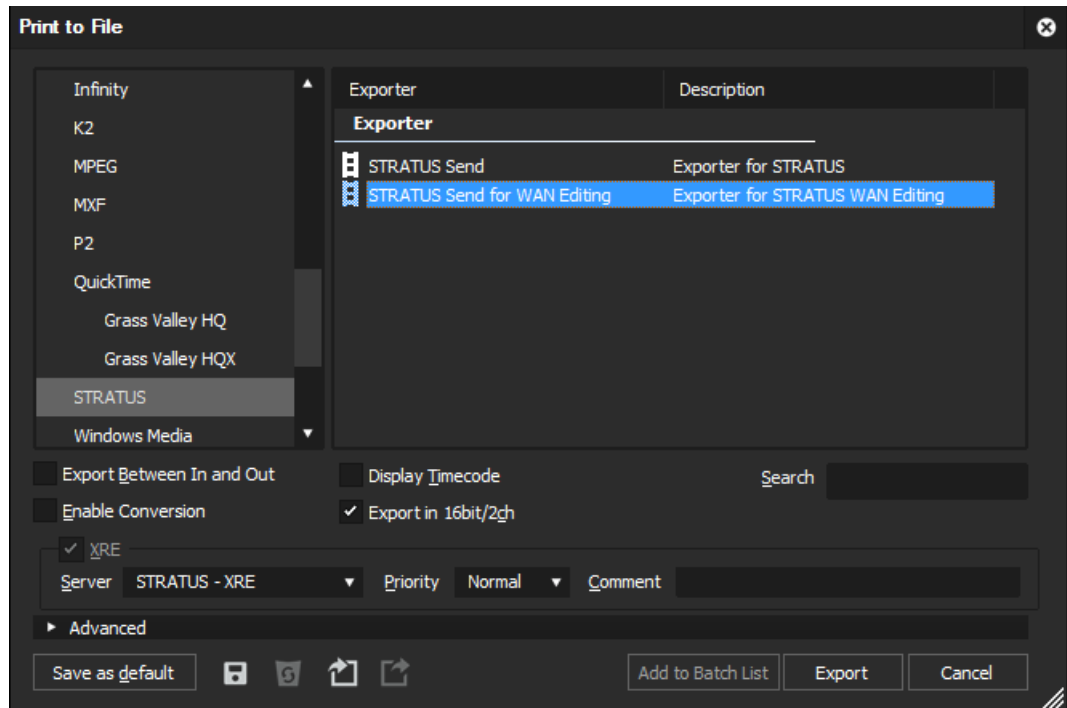 Print to File
Infinity
K2
MPEG
MXF
P2
QuickTime
Grass Valley HQ
Grass Valley HQX
STRATUS
Windows Media
Exporter Description
Exporter
STRATUS Send Exporter for STRATUS
STRATUS Send for WAN Editing Exporter for STRATUS WAN Editing
Export Between In and Out Display Timecode Search
Enable Conversion Export in 16bit/2ch
XRE
Server STRATUS - XRE Priority Normal Comment
Advanced
Save as default Add to Batch List Export Cancel